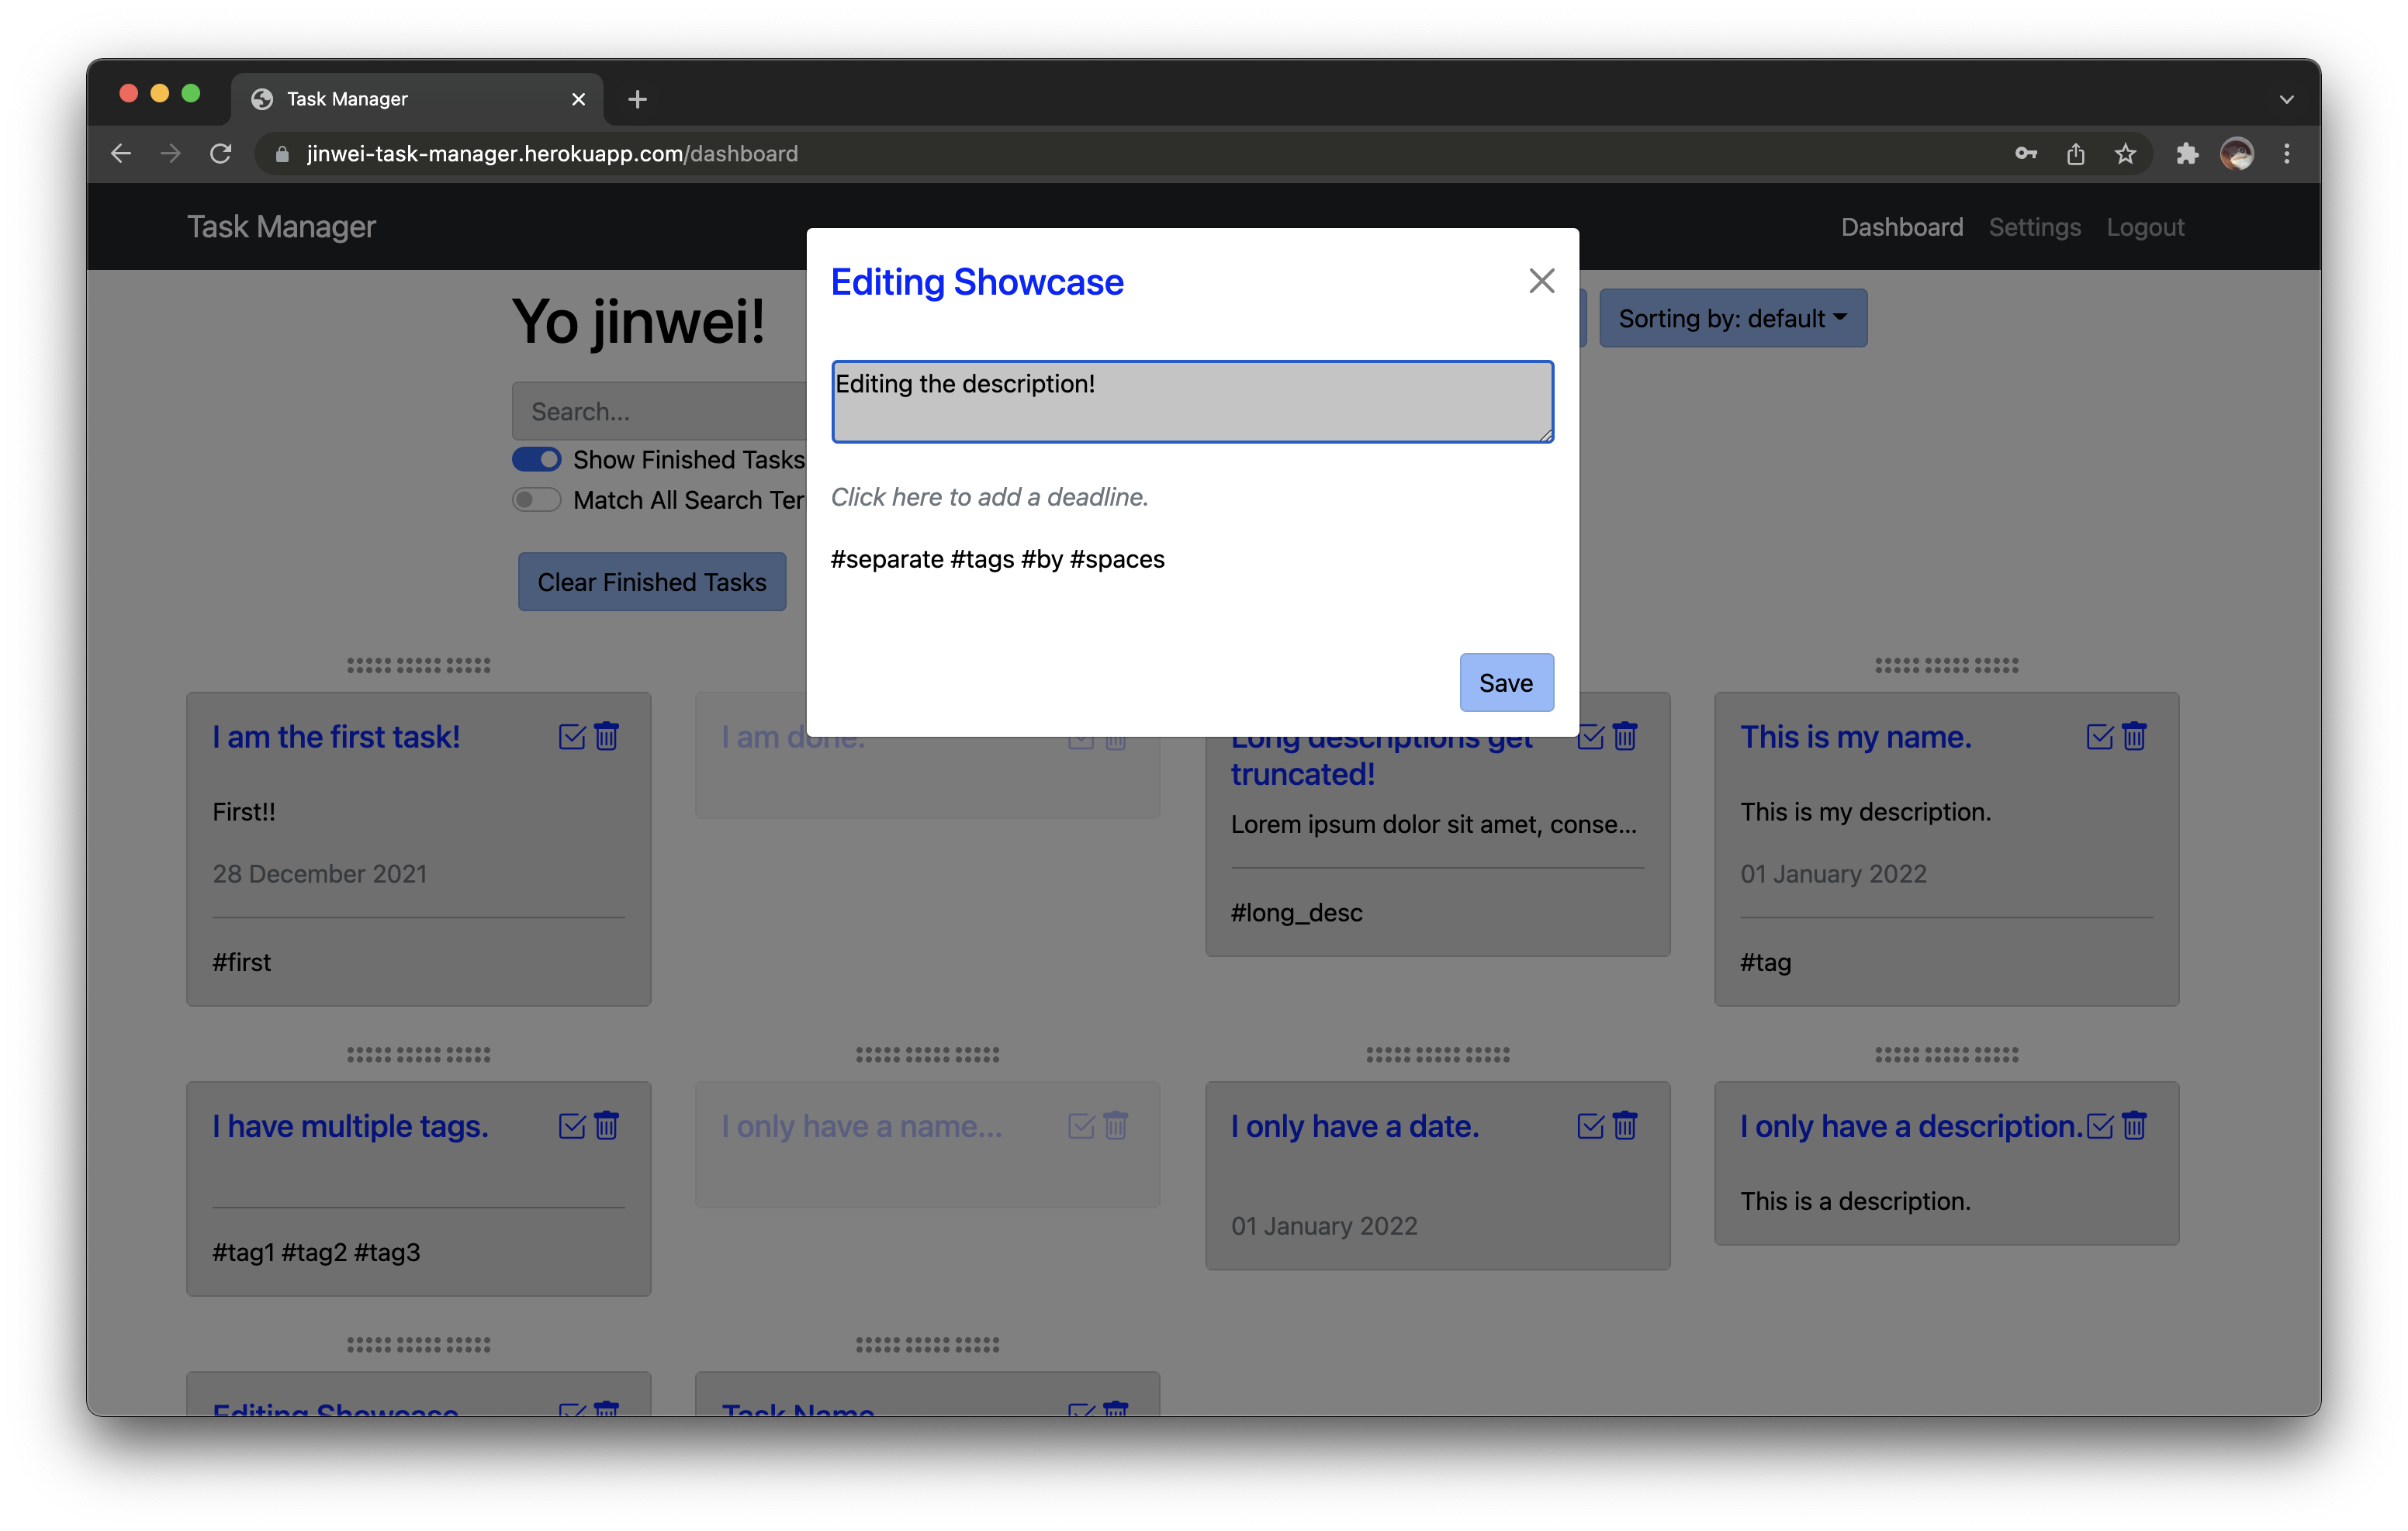 Task Manager
jinwei-task-manager.herokuapp.com/dashboard
Task Manager
Dashboard Settings Logout
Yo jinwei!
Sorting by: default
Search...
Show Finished Tasks
Match All Search Ter
Clear Finished Tasks
Editing Showcase
Editing the description!
Click here to add a deadline.
#separate #tags #by #spaces
Save
I am the first task!
First!!
28 December 2021
#first
I am done.
Long descriptions get
truncated!
Lorem ipsum dolor sit amet, conse...
#long_desc
This is my name.
This is my description.
01 January 2022
#tag
I have multiple tags.
#tag1 #tag2 #tag3
I only have a name...
I only have a date.
01 January 2022
I only have a description.
This is a description.
Editing Showcase
Task Name